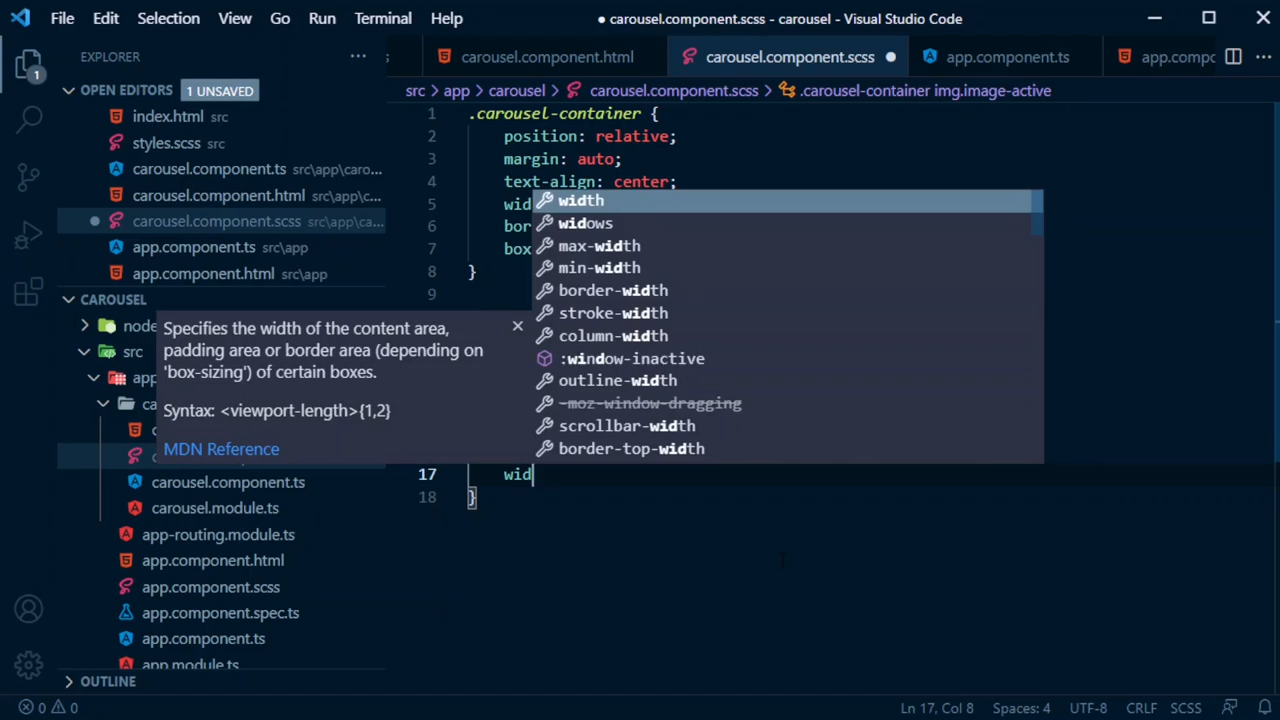 File Edit Selection View Go Run Terminal Help
● carousel.component.scss - carousel - Visual Studio Code
EXPLORER
carousel.component.html
carousel.component.scss
app.component.ts
1
OPEN EDITORS 1 UNSAVED
index.html src
styles.scss src
carousel.component.ts src\app\caro...
carousel.component.html src\app\c...
carousel.component.scss src\app\ca...
app.component.ts src\app
app.component.html src\app
CAROUSEL
src
carousel.component.ts
carousel.module.ts
app-routing.module.ts
app.component.html
app.component.scss
app.component.spec.ts
app.component.ts
app.module.ts
OUTLINE
src > app > carousel > carousel.component.scss > .carousel-container img.image-active
1 .carousel-container {
2 position: relative;
3 margin: auto;
4 text-align: center;
5
6
7
8 }
9
width
widows
max-width
min-width
border-width
stroke-width
column-width
:window-inactive
outline-width
-moz-window-dragging
scrollbar-width
border-top-width
Specifies the width of the content area,
padding area or border area (depending on
'box-sizing') of certain boxes.
Syntax: <viewport-length>{1,2}
MDN Reference
17 wid
18 }
0 0
Ln 17, Col 8 Spaces: 4 UTF-8 CRLF SCSS